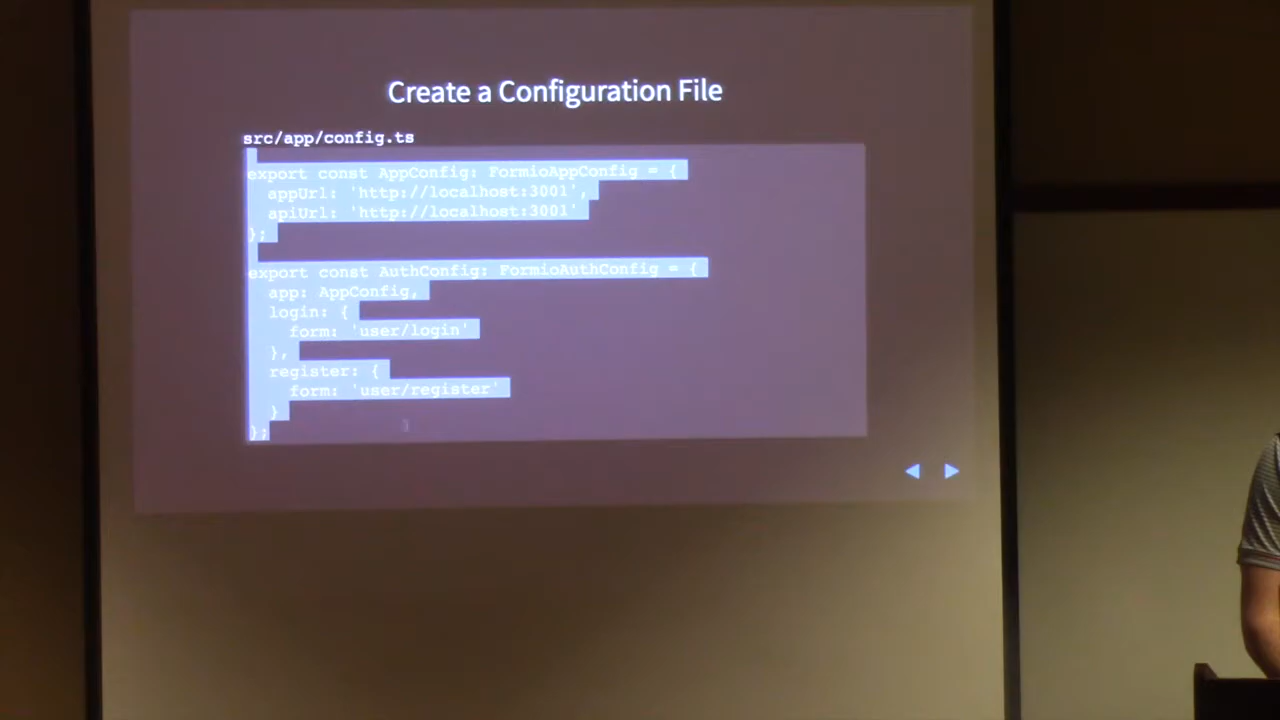 Create a Configuration File
src/app/config.ts
export const AppConfig: FormioAppConfig = {
  appUrl: 'http://localhost:3001',
  apiUrl: 'http://localhost:3001'
};
export const AuthConfig: FormioAuthConfig = {
  app: AppConfig,
  login: {
    form: 'user/login'
  },
  register: {
    form: 'user/register'
  }
};